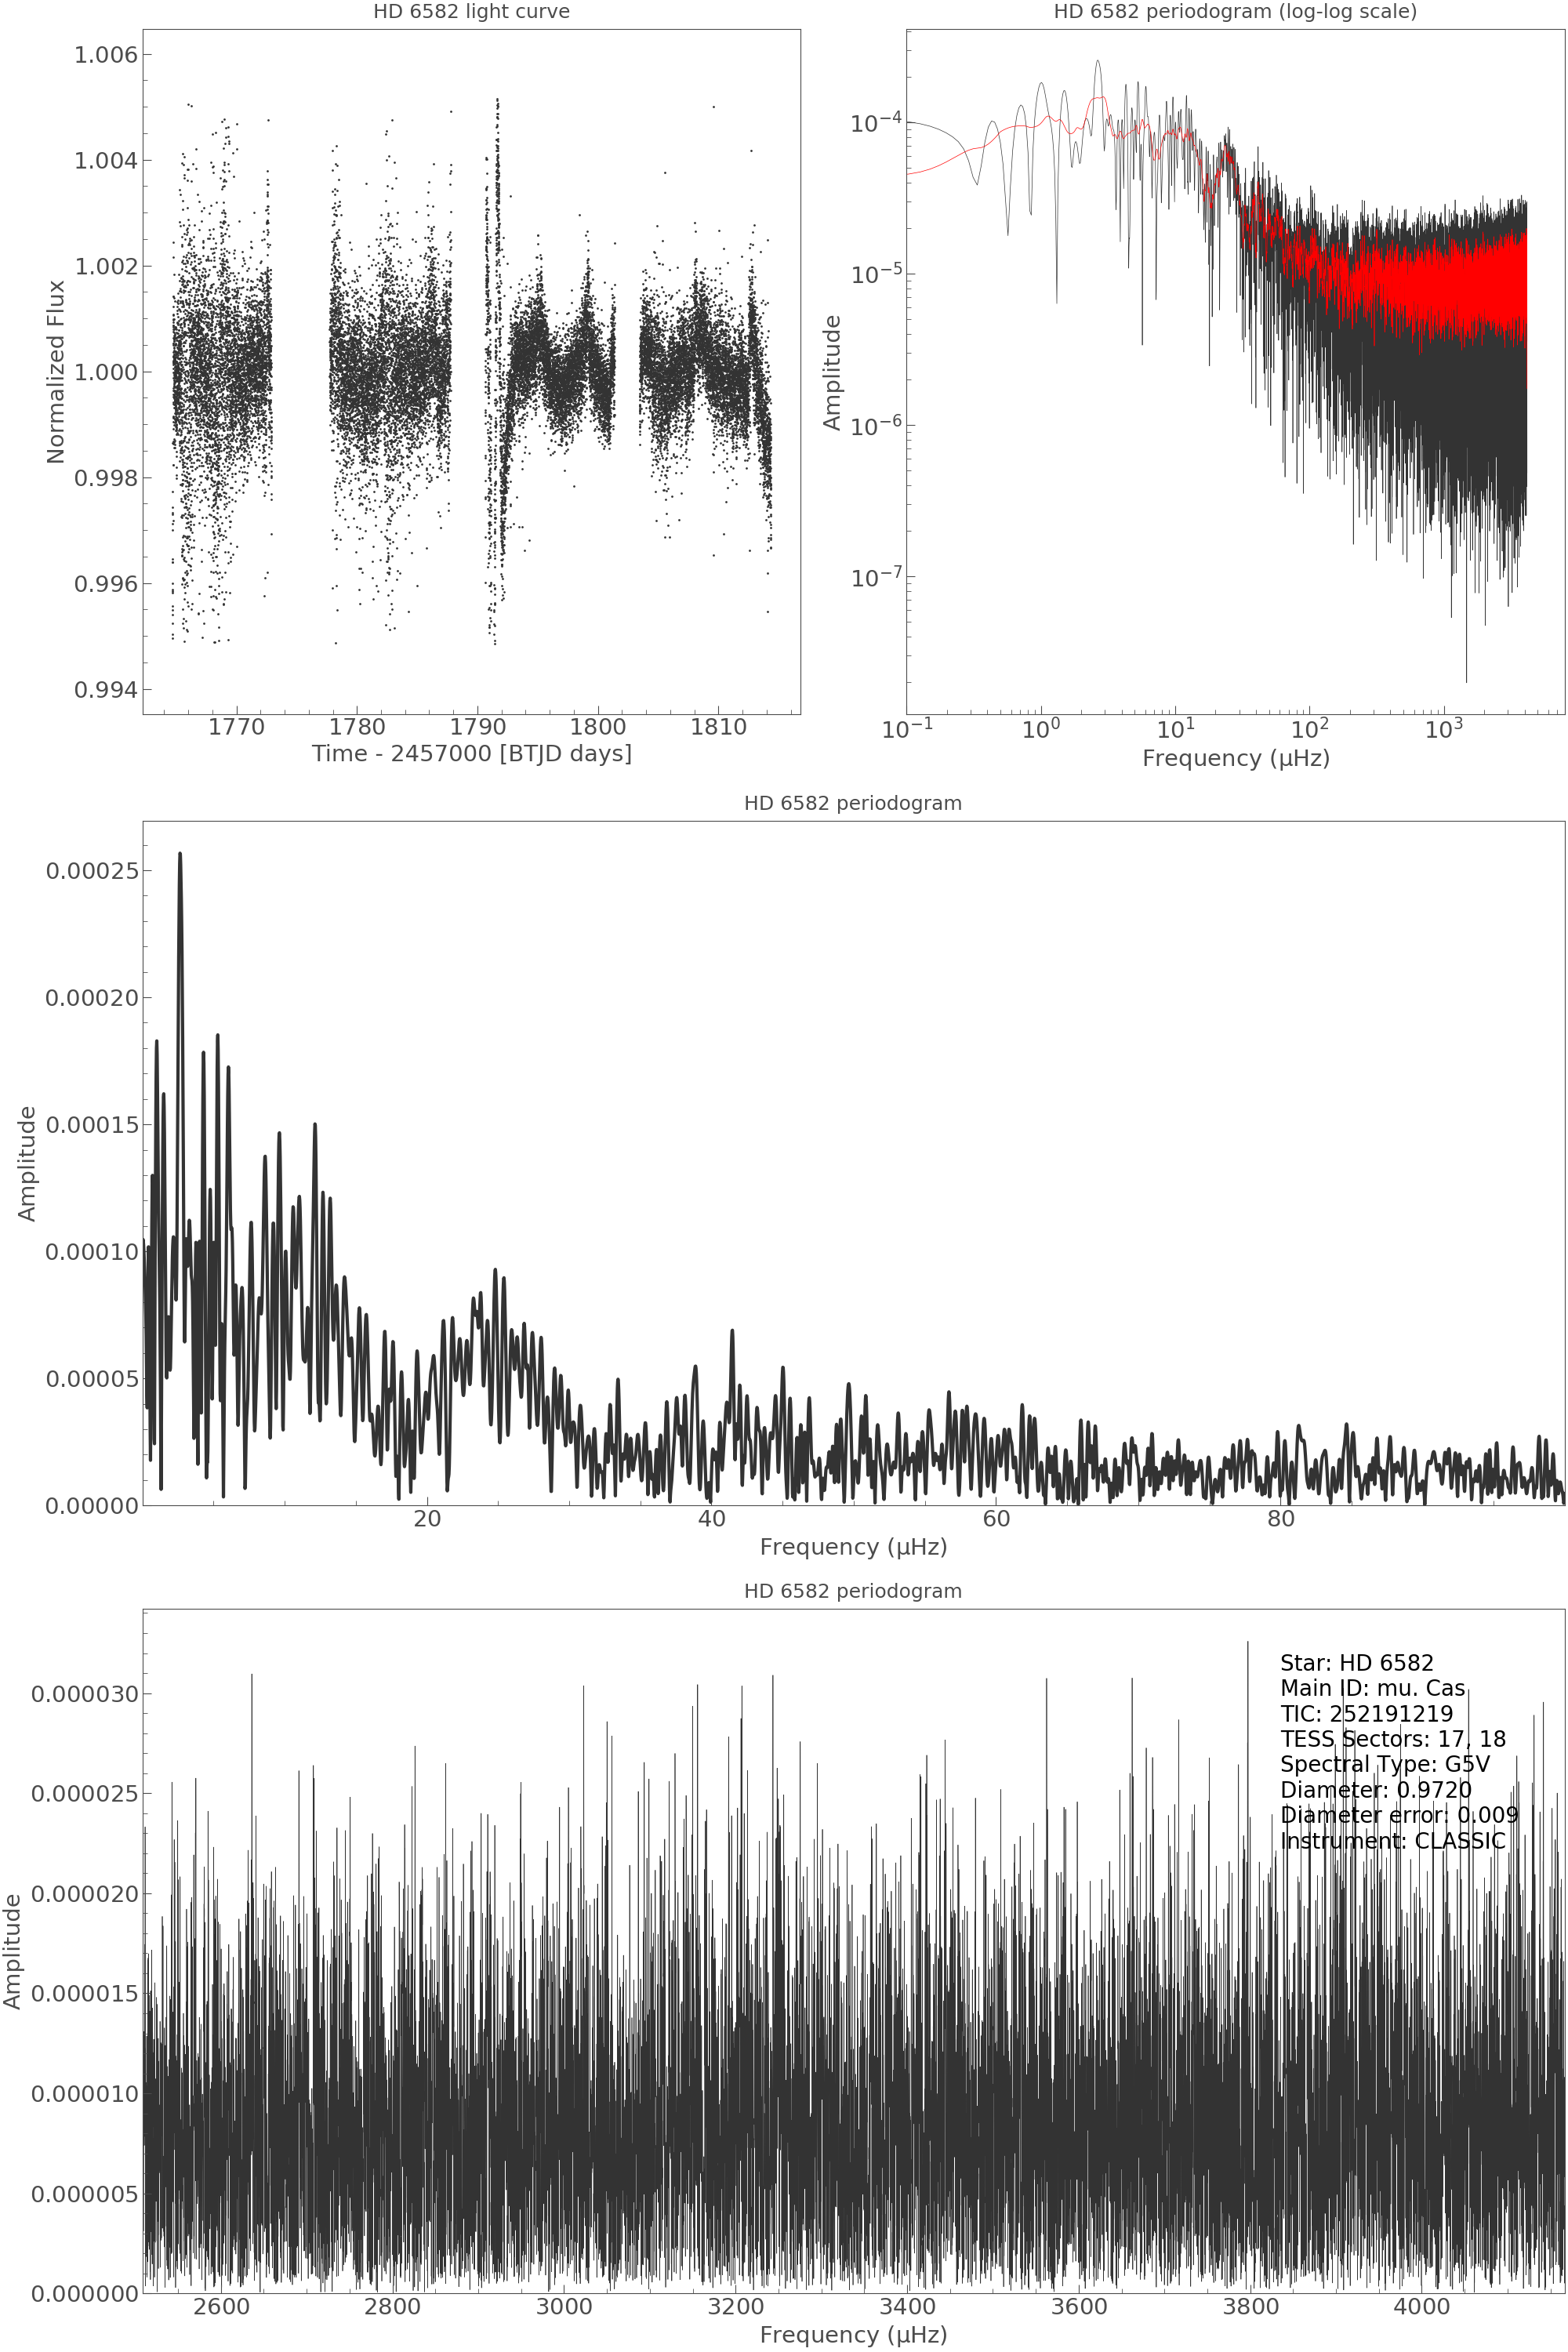 HD 6582 light curve
1.006
1.004
1.002
1.000
0.998
0.996
0.994
Normalized Flux
1770 1780 1790 1800 1810
Time - 2457000 [BTJD days]
HD 6582 periodogram (log-log scale)
10⁻⁴
10⁻⁵
10⁻⁶
10⁻⁷
Amplitude
10⁻¹ 10⁰ 10¹ 10² 10³
Frequency (μHz)
HD 6582 periodogram
0.00025
0.00020
0.00015
0.00010
0.00005
0.00000
Amplitude
20 40 60 80
Frequency (μHz)
HD 6582 periodogram
0.000030
0.000025
0.000020
0.000015
0.000010
0.000005
0.000000
Amplitude
Star: HD 6582
Main ID: mu. Cas
TIC: 252191219
TESS Sectors: 17, 18
Spectral Type: G5V
Diameter: 0.9720
Diameter error: 0.009
Instrument: CLASSIC
2600 2800 3000 3200 3400 3600 3800 4000
Frequency (μHz)